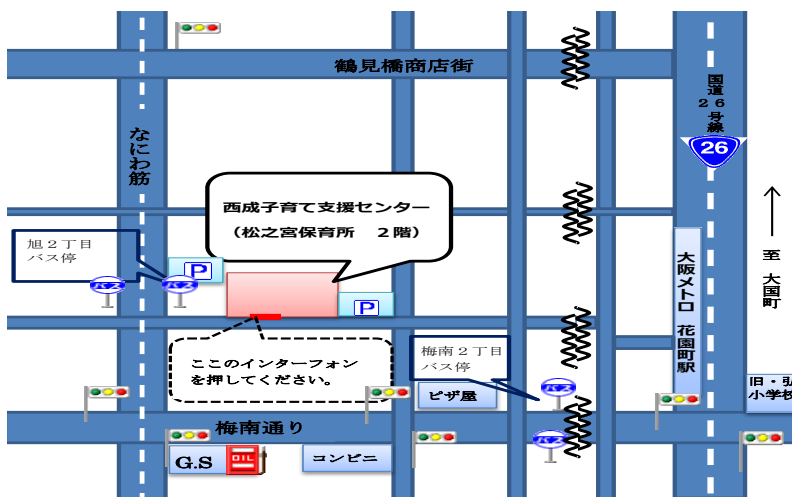 鶴見橋商店街
国道
26
号線
26
なにわ筋
西成子育て支援センター
（松之宮保育所　２階）
旭２丁目
バス停
P
バス
バス
P
至 大国町
大阪メトロ 花園町駅
ここのインターフォン
を押してください。
梅南２丁目
バス停
バス
ピザ屋
旧・弘
小学校
梅南通り
バス
G.S
OIL
コンビニ